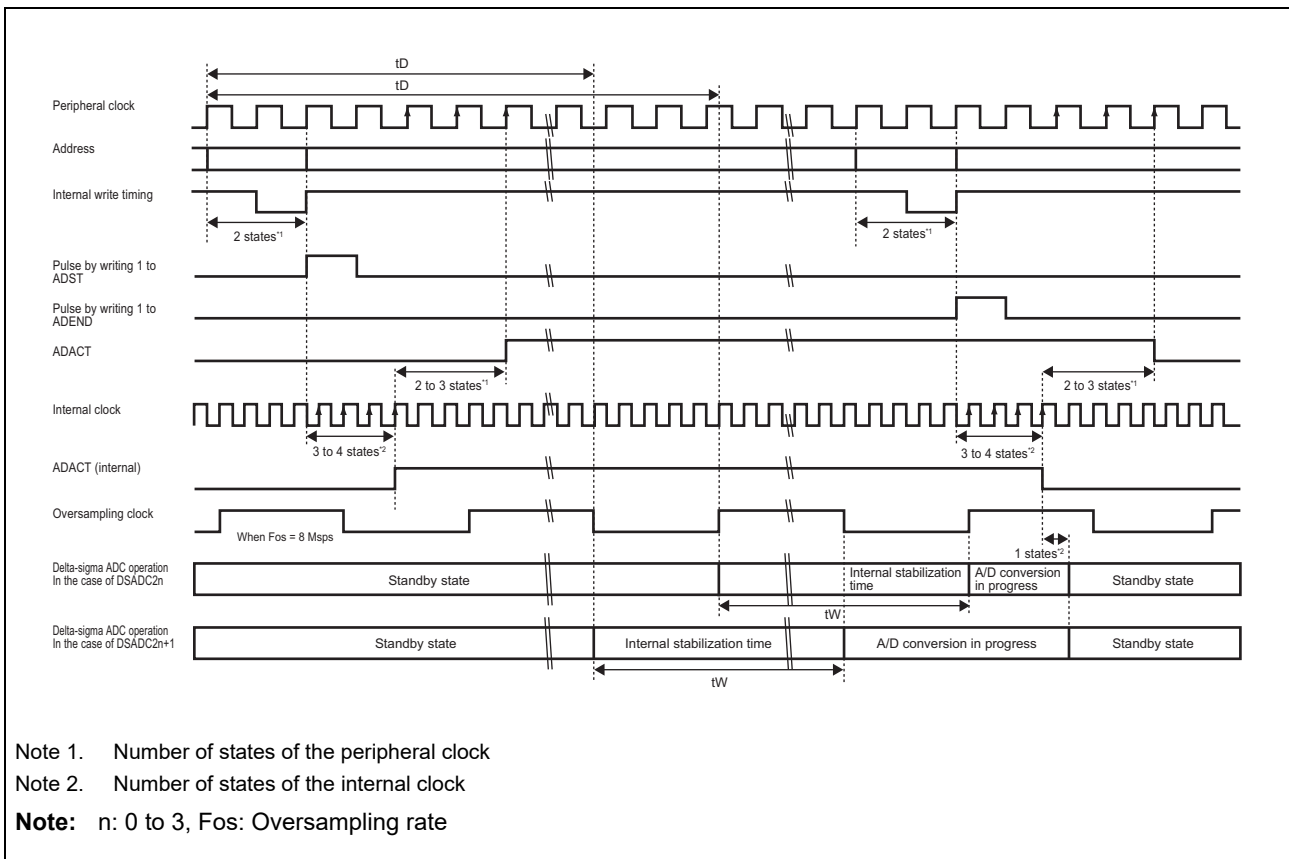 tD
tD
Peripheral clock
Address
Internal write timing
2 states*1
2 states*1
Pulse by writing 1 to
ADST
Pulse by writing 1 to
ADEND
ADACT
2 to 3 states*1
2 to 3 states*1
Internal clock
3 to 4 states*2
3 to 4 states*2
ADACT (internal)
Oversampling clock
When Fos = 8 Msps
1 states*2
Delta-sigma ADC operation
In the case of DSADC2n
Standby state
Internal stabilization
time
A/D conversion
in progress
Standby state
tW
Delta-sigma ADC operation
In the case of DSADC2n+1
Standby state
Internal stabilization time
A/D conversion in progress
Standby state
tW
Note 1. Number of states of the peripheral clock
Note 2. Number of states of the internal clock
Note: n: 0 to 3, Fos: Oversampling rate